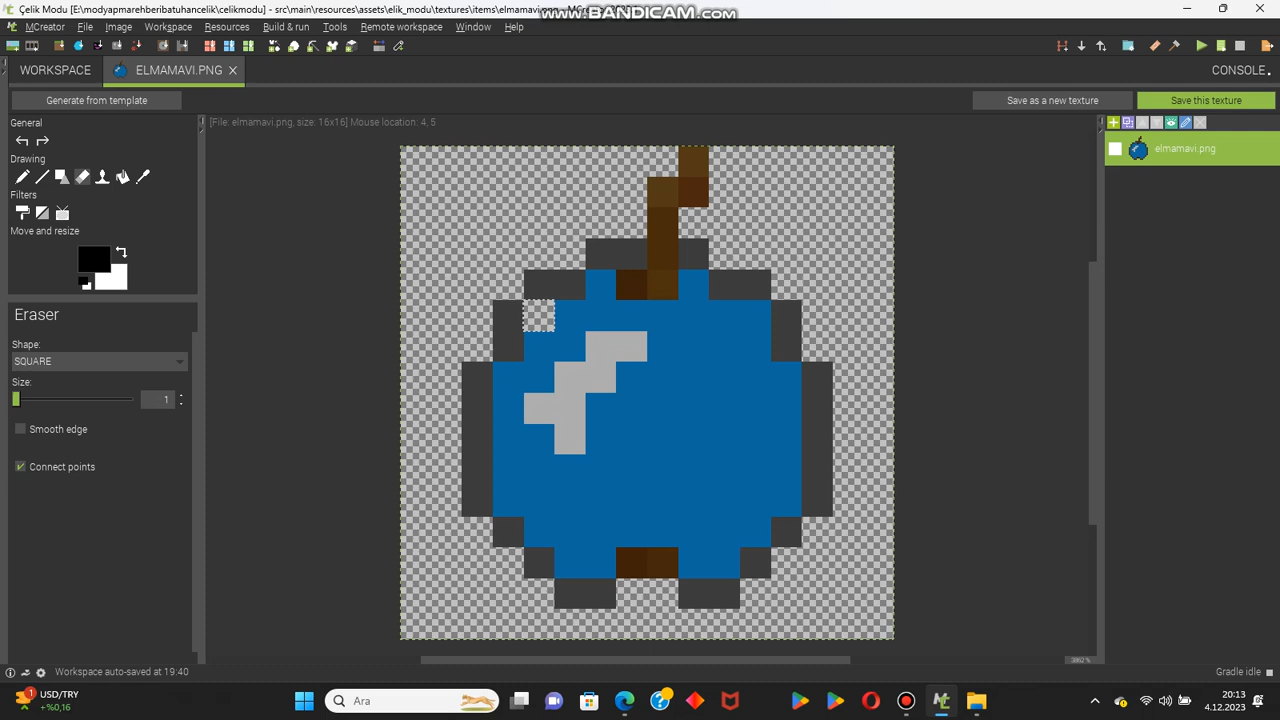 Çelik Modu [E:\modyapmarhberibatuhancelik\celikmodu] - src\main\resources\assets\elik_modu\textures\items\elmamavi.png
www.BANDICAM.com
MCreator File Image Workspace Resources Build & run Tools Remote workspace Window Help
WORKSPACE ELMAMAVI.PNG CONSOLE
Generate from template Save as a new texture Save this texture
General
[File: elmamavi.png, size: 16x16] Mouse location: 4, 5
elmamavi.png
Drawing
Filters
Move and resize
Eraser
Shape:
SQUARE
Size:
1
Smooth edge
Connect points
3862 %
Workspace auto-saved at 19:40
Gradle idle
1
USD/TRY
+%0,16
Ara
20:13
4.12.2023